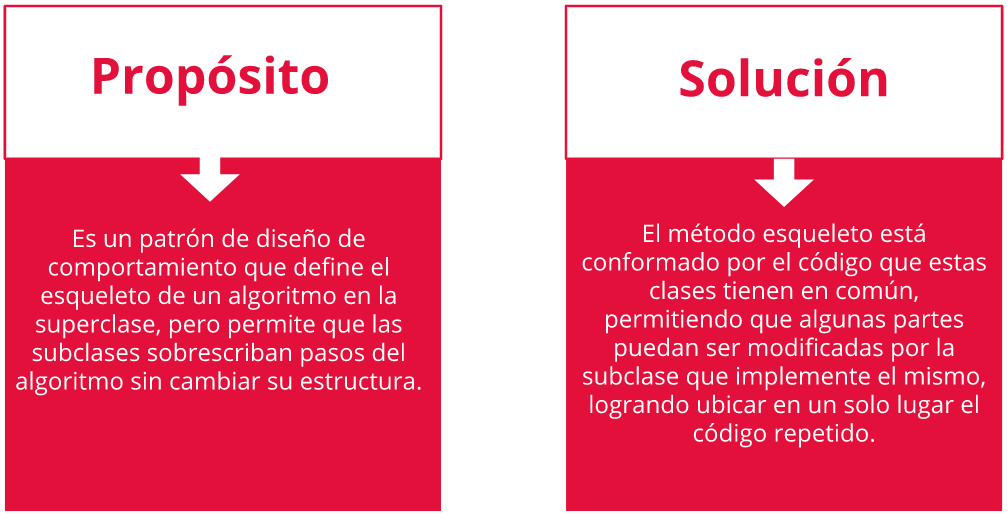 Propósito
Es un patrón de diseño de
comportamiento que define el
esqueleto de un algoritmo en la
superclase, pero permite que las
subclases sobrescriban pasos del
algoritmo sin cambiar su estructura.
Solución
El método esqueleto está
conformado por el código que estas
clases tienen en común,
permitiendo que algunas partes
puedan ser modificadas por la
subclase que implemente el mismo,
logrando ubicar en un solo lugar el
código repetido.